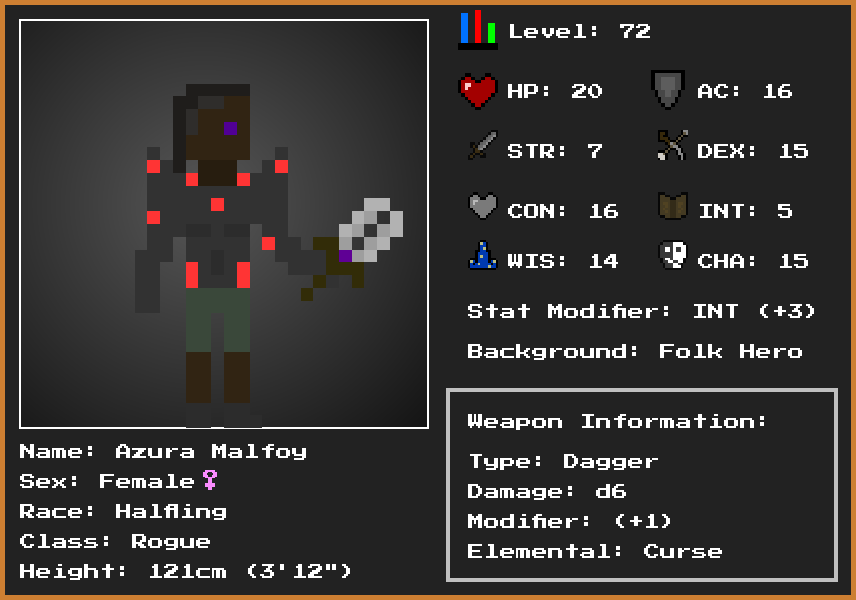 Level: 72
HP: 20
AC: 16
STR: 7
DEX: 15
CON: 16
INT: 5
WIS: 14
CHA: 15
Stat Modifier: INT (+3)
Background: Folk Hero
Weapon Information:
Type: Dagger
Damage: d6
Modifier: (+1)
Elemental: Curse
Name: Azura Malfoy
Sex: Female♀
Race: Halfling
Class: Rogue
Height: 121cm (3'12")